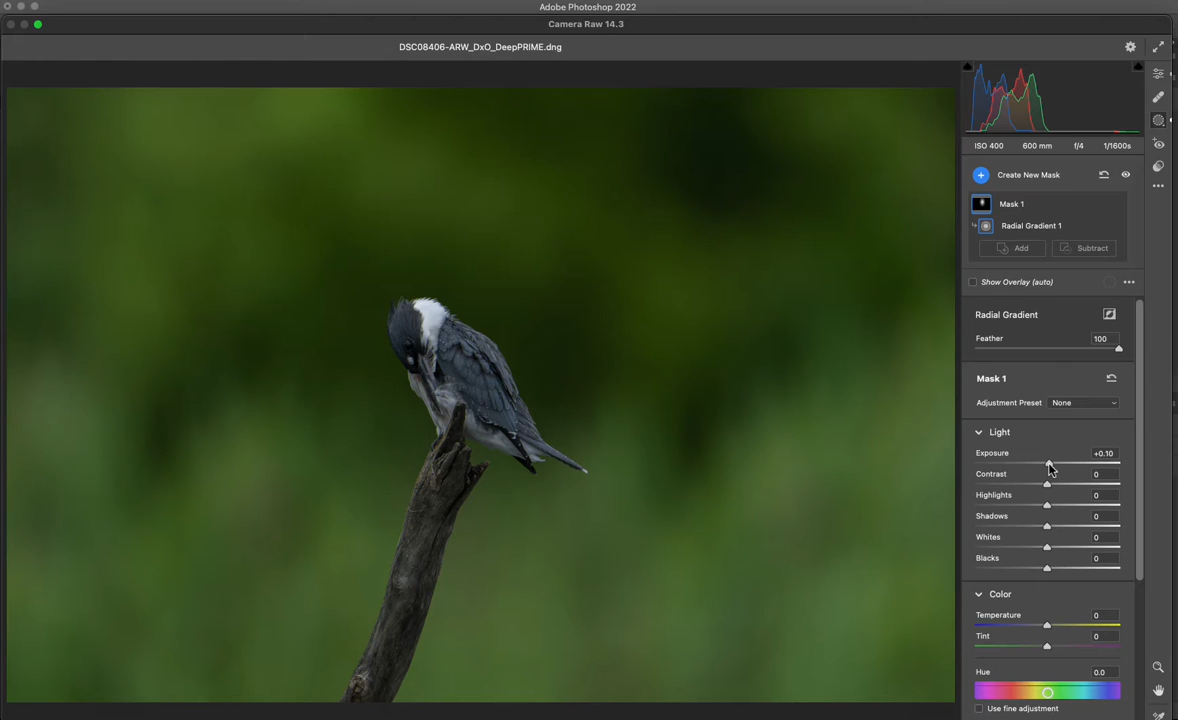 Adobe Photoshop 2022
Camera Raw 14.3
DSC08406-ARW_DxO_DeepPRIME.dng
ISO 400 600 mm f/4 1/1600s
Create New Mask
Mask 1
Radial Gradient 1
Add Subtract
Show Overlay (auto)
Radial Gradient
Feather 100
Mask 1
Adjustment Preset None
Light
Exposure +0.10
Contrast 0
Highlights 0
Shadows 0
Whites 0
Blacks 0
Color
Temperature 0
Tint 0
Hue 0.0
Use fine adjustment